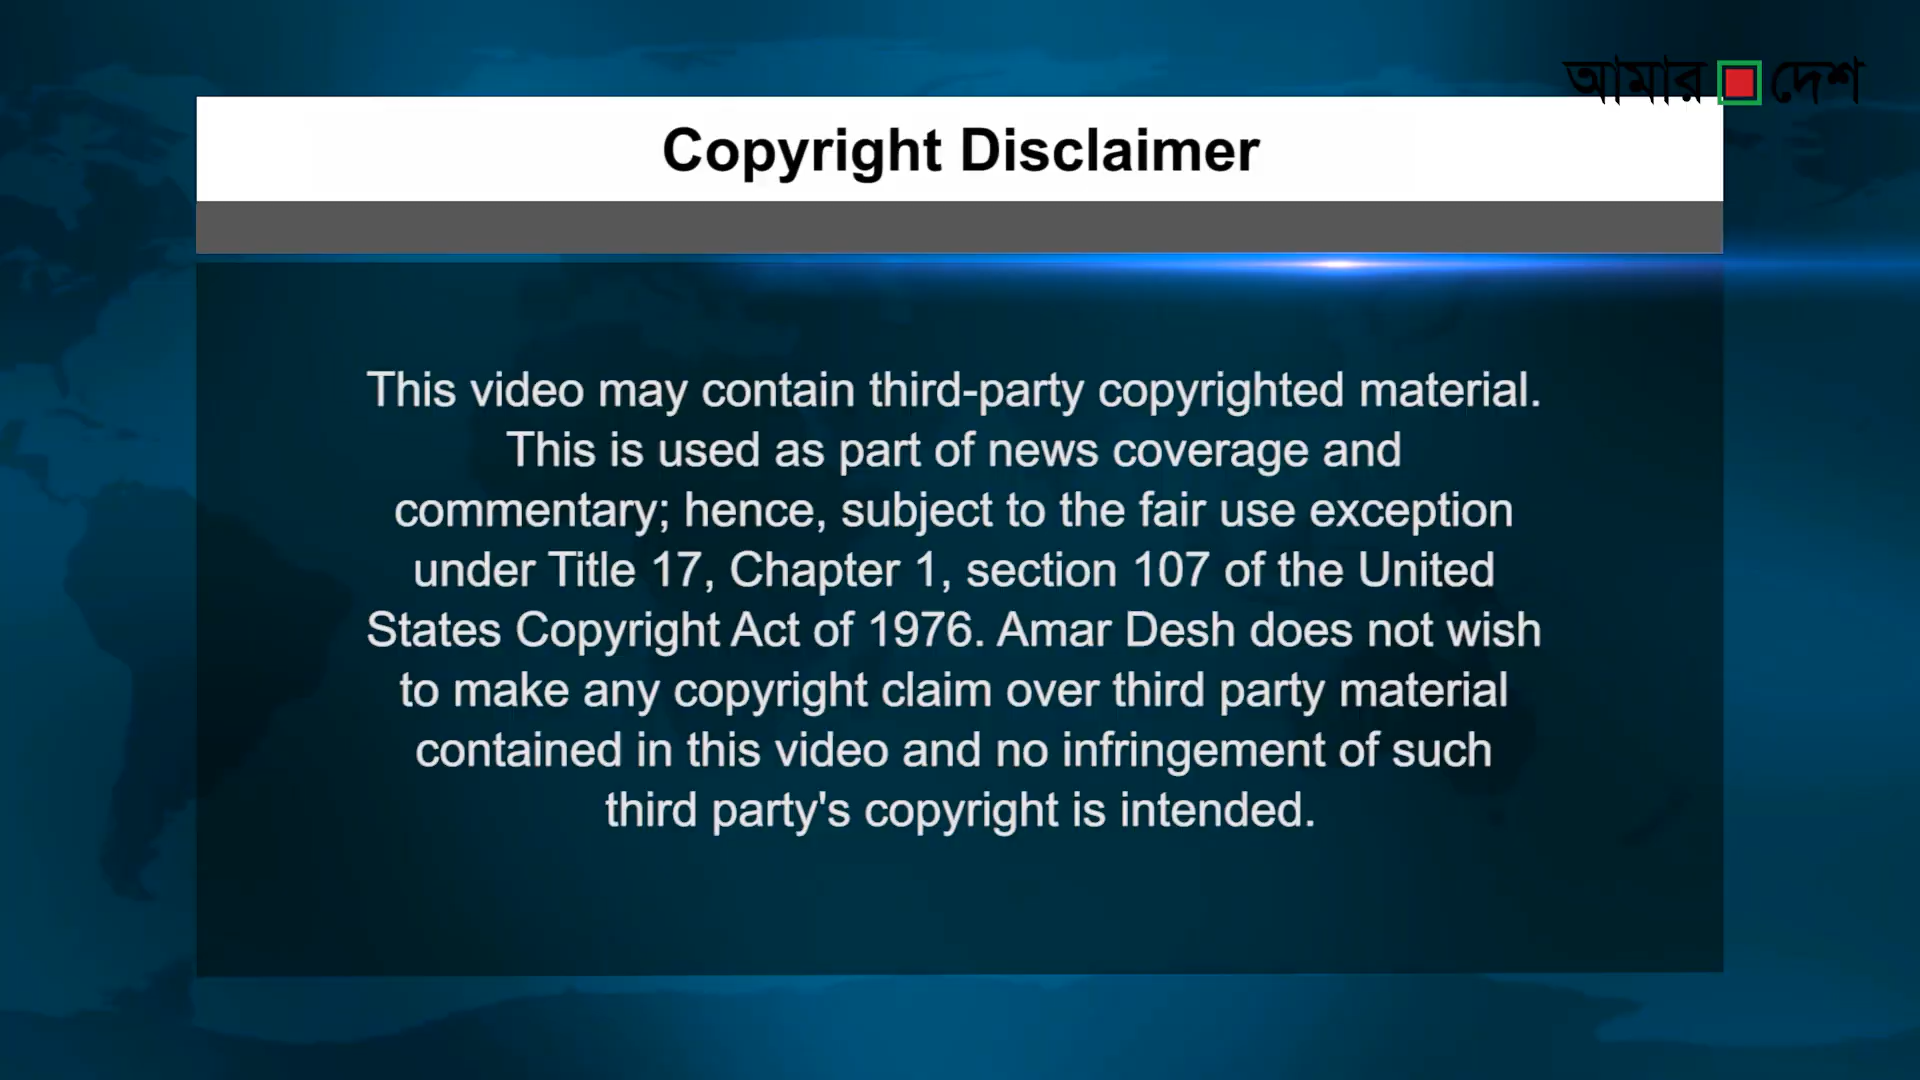 আমার দেশ
Copyright Disclaimer
This video may contain third-party copyrighted material.
This is used as part of news coverage and
commentary; hence, subject to the fair use exception
under Title 17, Chapter 1, section 107 of the United
States Copyright Act of 1976. Amar Desh does not wish
to make any copyright claim over third party material
contained in this video and no infringement of such
third party's copyright is intended.